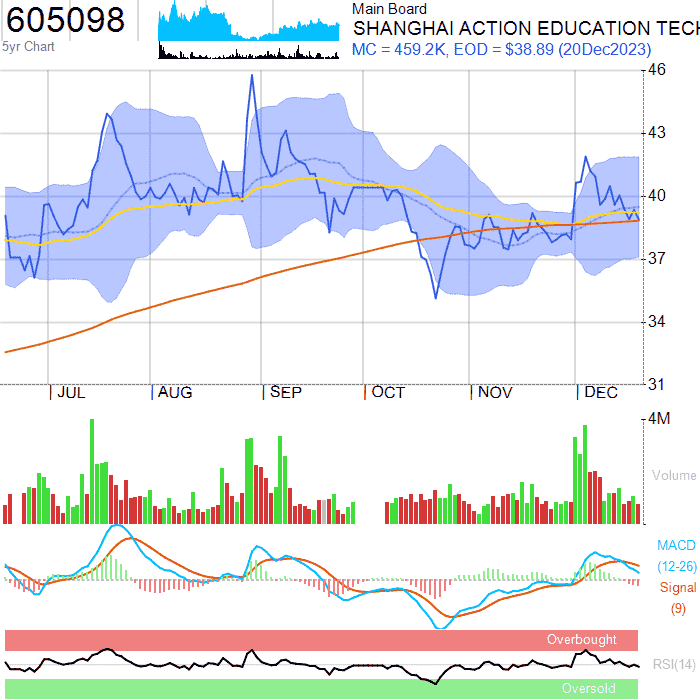 605098
5yr Chart
Main Board
SHANGHAI ACTION EDUCATION TECH
MC = 459.2K, EOD = $38.89 (20Dec2023)
46
43
40
37
34
31
JUL AUG SEP OCT NOV DEC
4M
Volume
MACD
(12-26)
Signal
(9)
Overbought
RSI(14)
Oversold